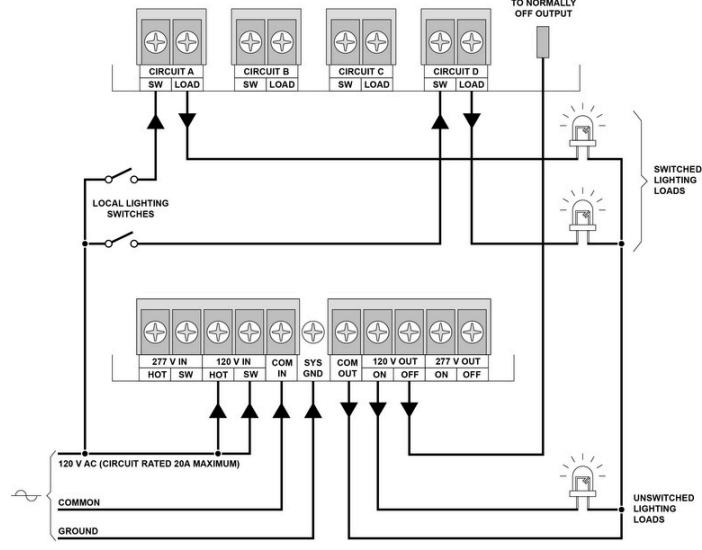 TO NORMALLY
OFF OUTPUT
CIRCUIT A
CIRCUIT B
CIRCUIT C
CIRCUIT D
SW LOAD
SW LOAD
SW LOAD
SW LOAD
SWITCHED
LIGHTING
LOADS
LOCAL LIGHTING
SWITCHES
277 V IN
120 V IN
COM
IN
SYS
GND
COM
OUT
120 V OUT
277 V OUT
HOT SW
HOT SW
ON OFF
ON OFF
120 V AC (CIRCUIT RATED 20A MAXIMUM)
COMMON
GROUND
UNSWITCHED
LIGHTING
LOADS